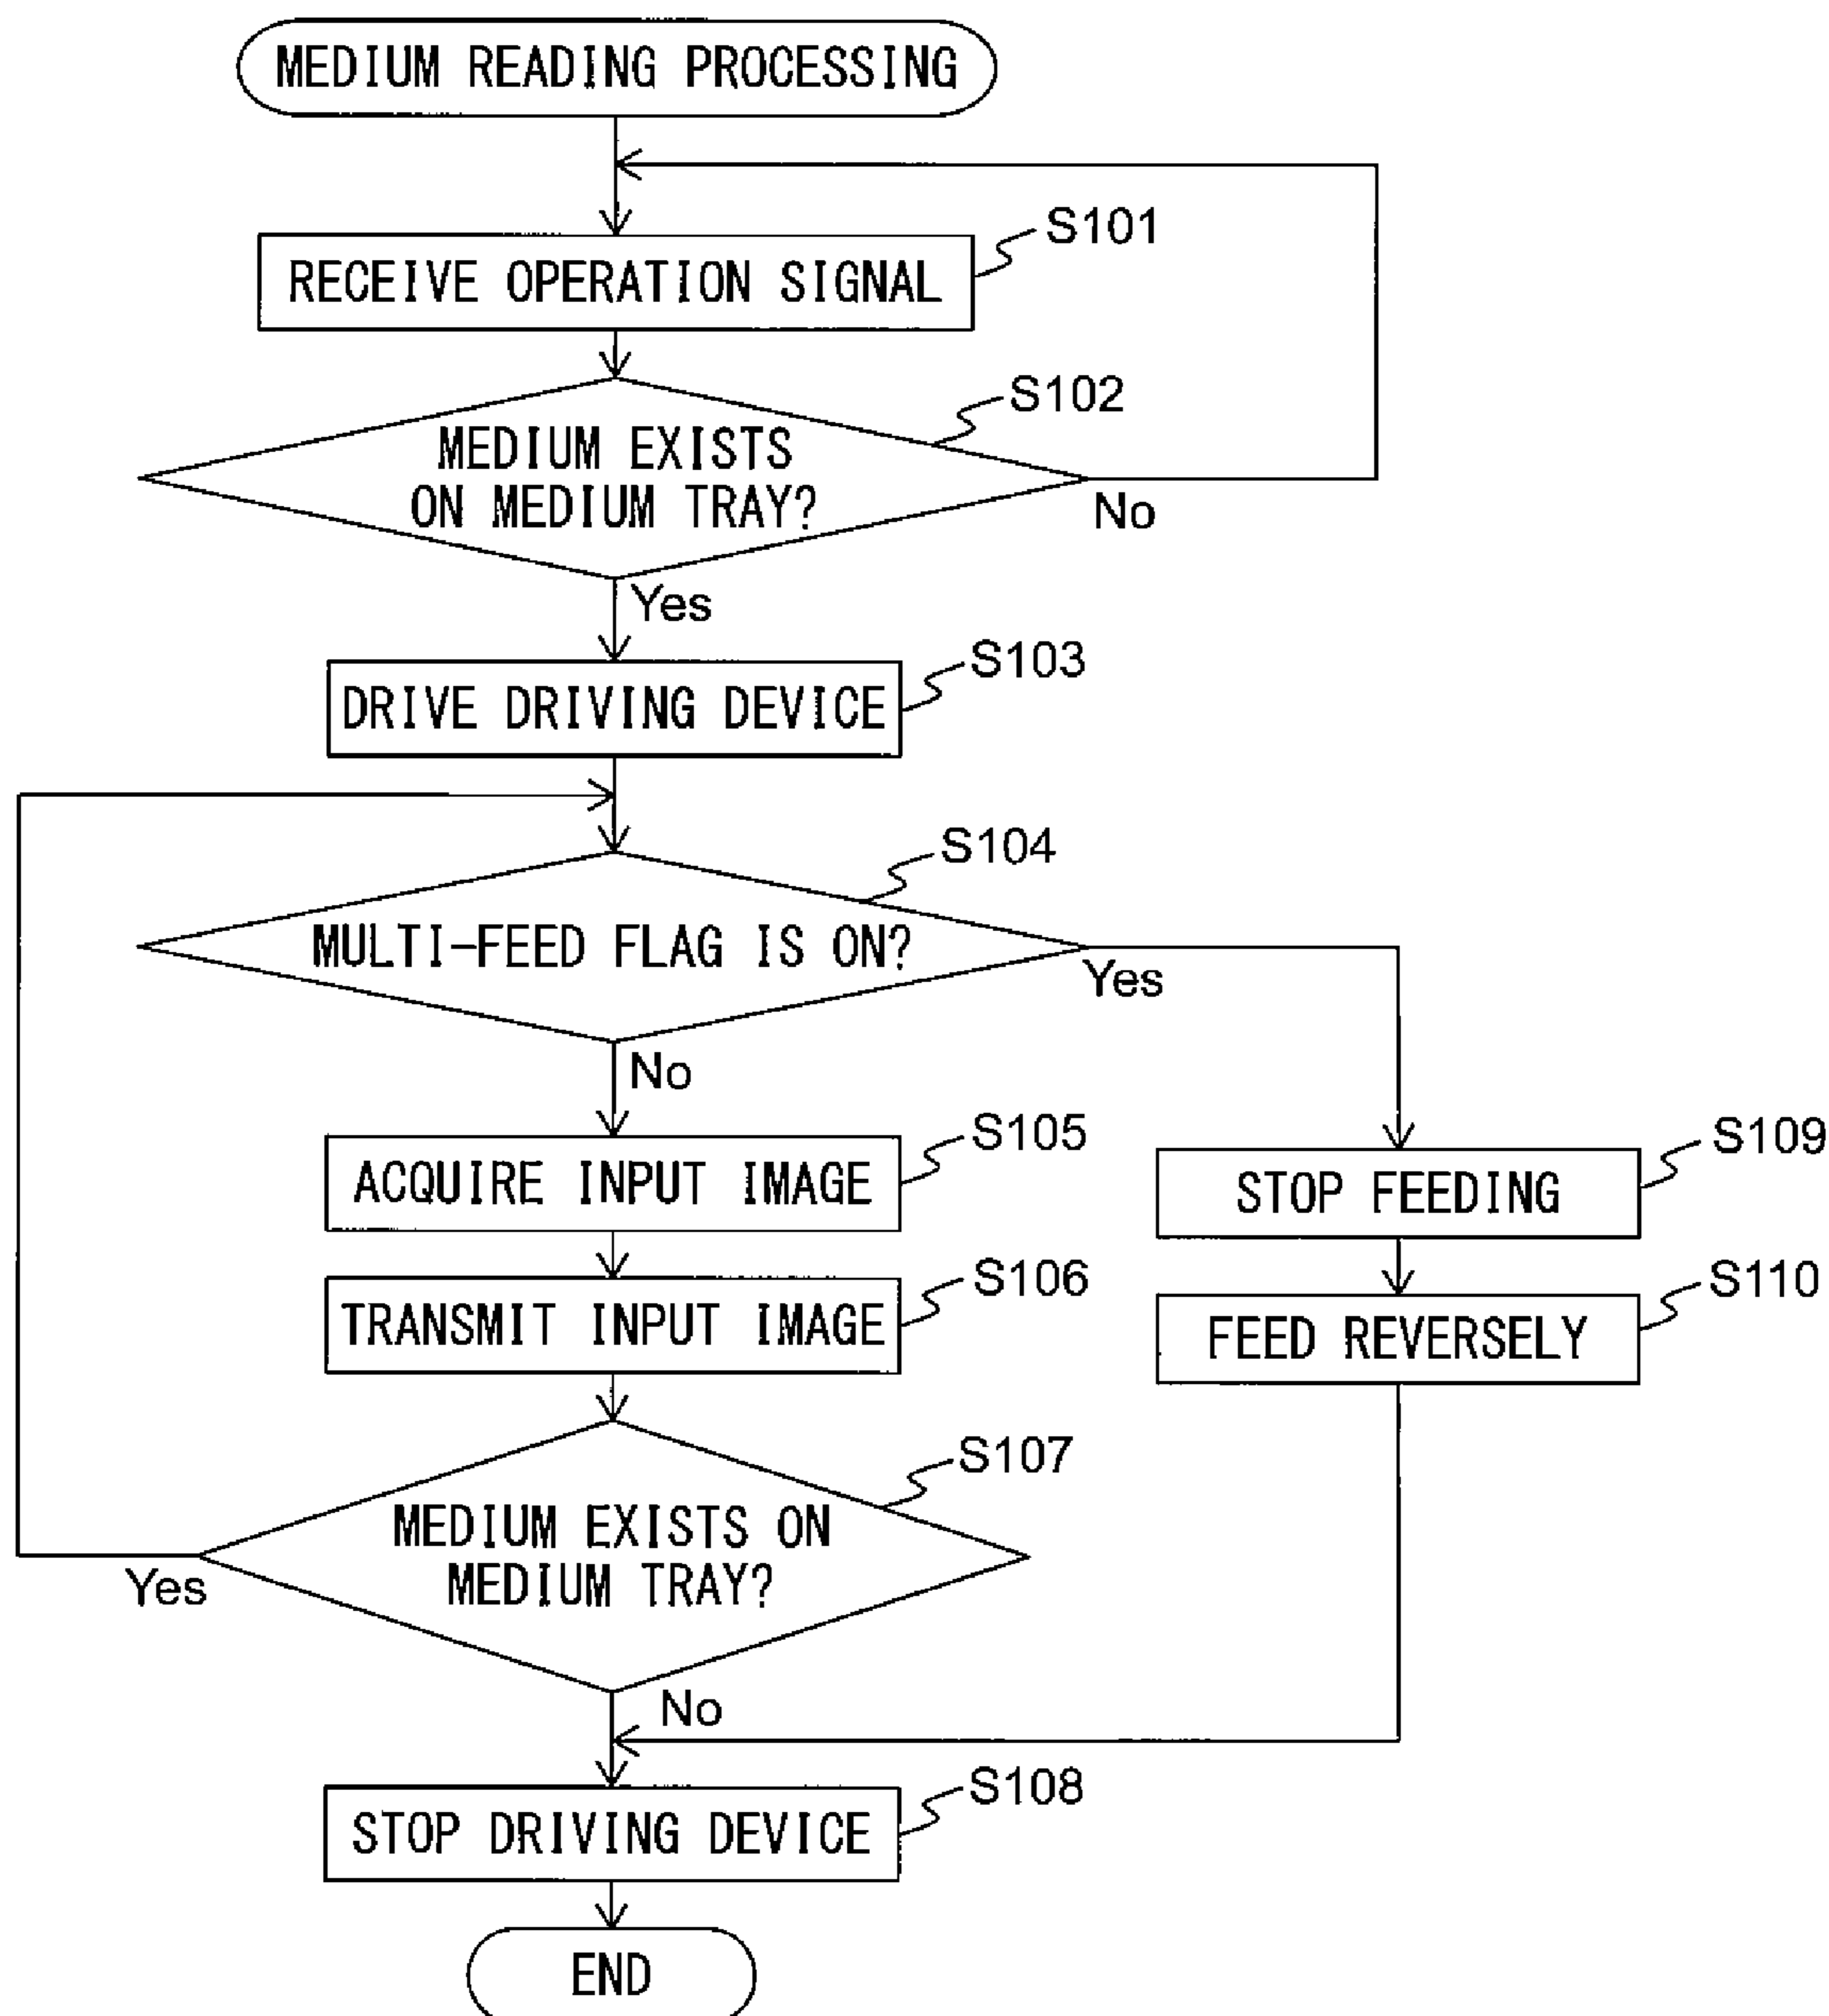 MEDIUM READING PROCESSING
S101
RECEIVE OPERATION SIGNAL
S102
MEDIUM EXISTS
ON MEDIUM TRAY?
No
Yes
S103
DRIVE DRIVING DEVICE
S104
MULTI-FEED FLAG IS ON?
Yes
No
S105
ACQUIRE INPUT IMAGE
S109
STOP FEEDING
S106
TRANSMIT INPUT IMAGE
S110
FEED REVERSELY
S107
MEDIUM EXISTS ON
MEDIUM TRAY?
Yes
No
S108
STOP DRIVING DEVICE
END